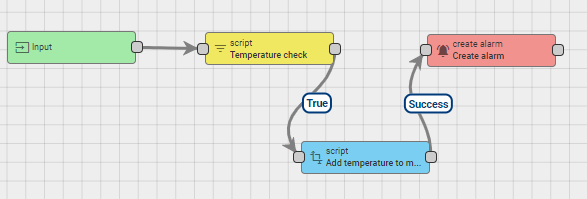 Input
script
Temperature check
create alarm
Create alarm
True
Success
script
Add temperature to m...